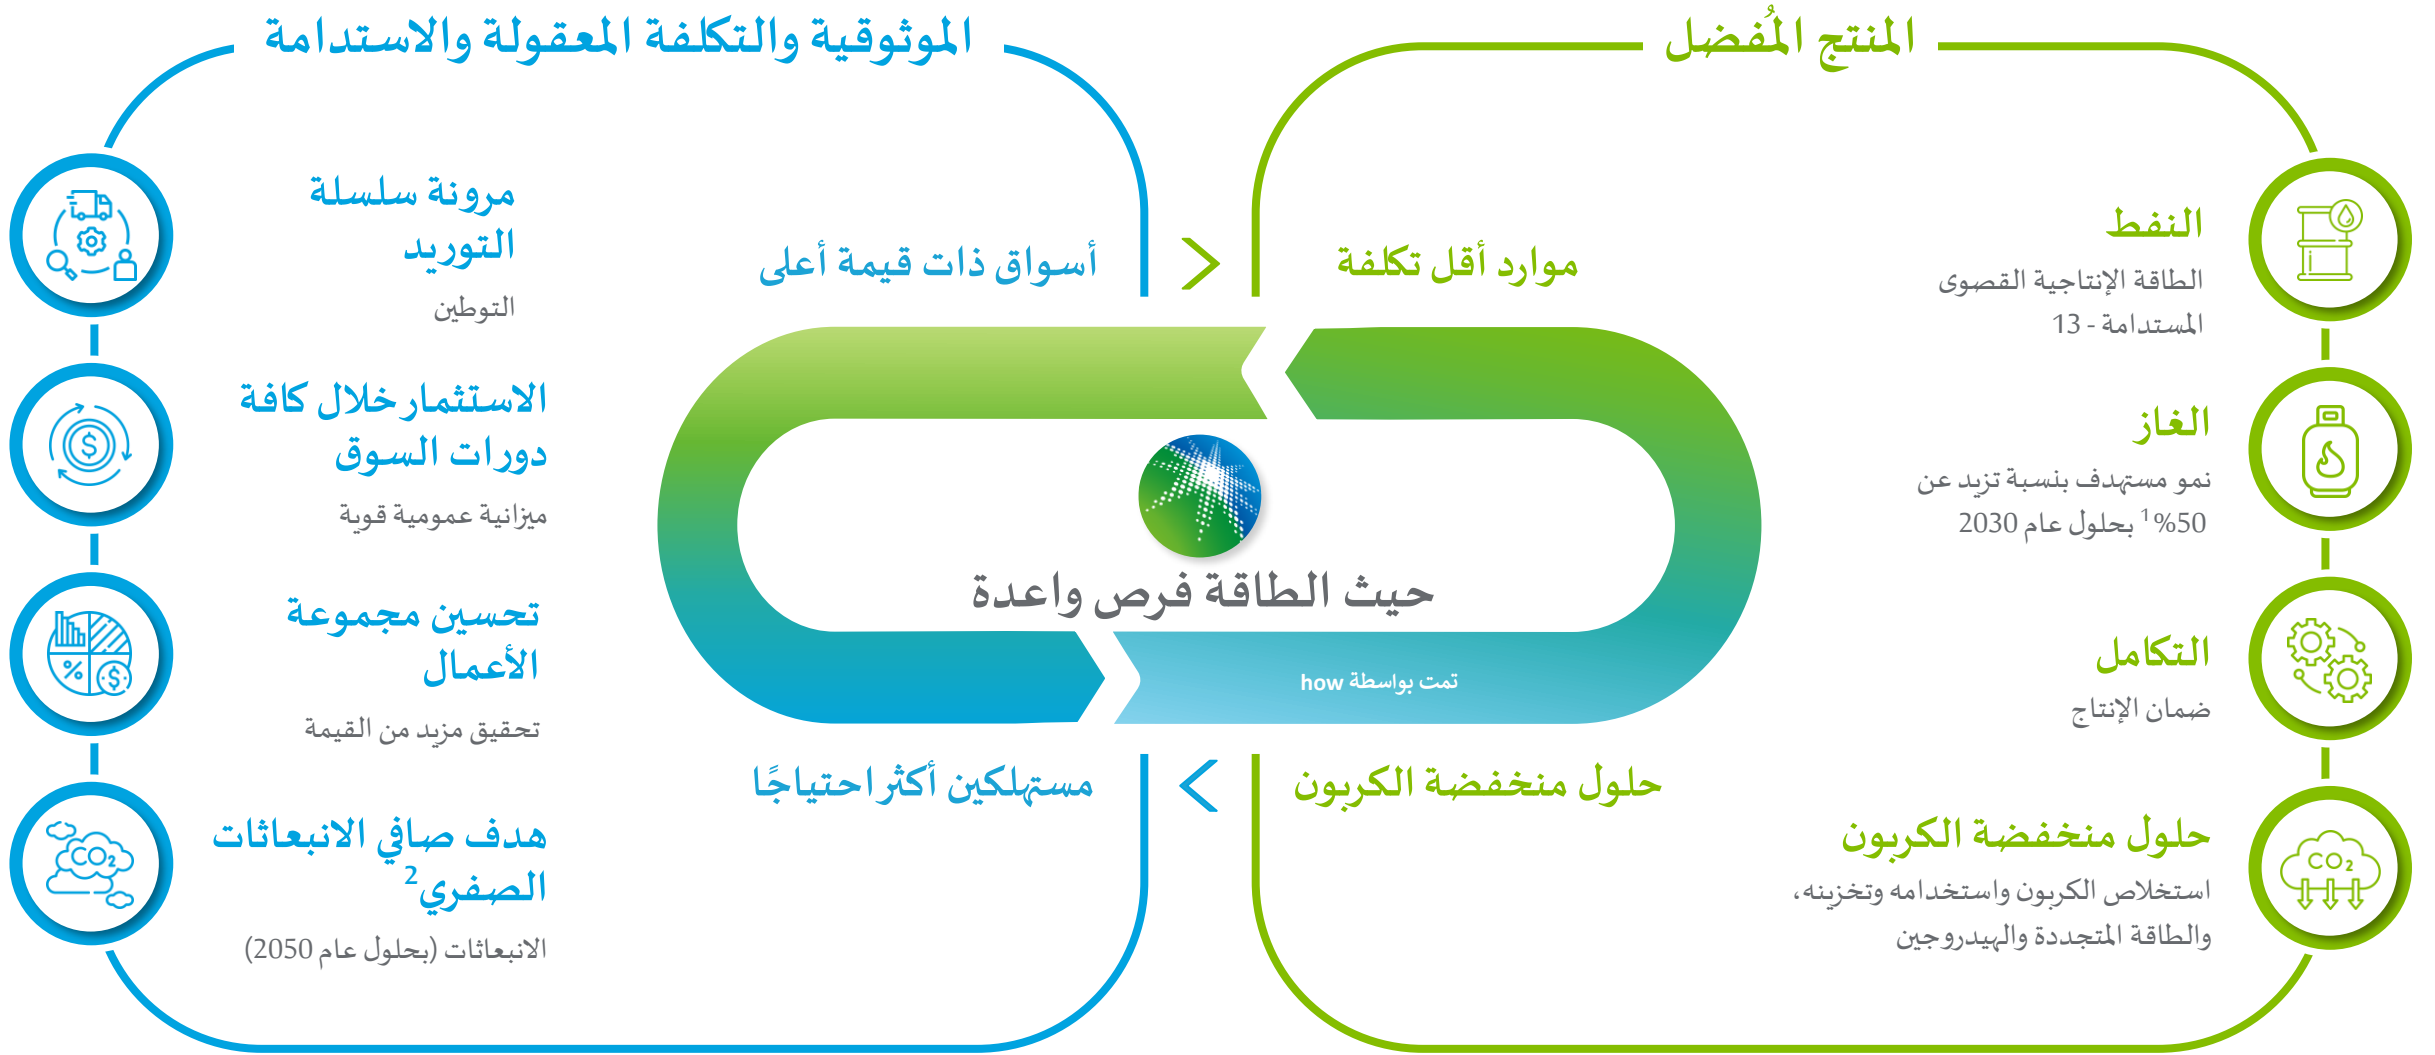 المنتج المُفضل
النفط
الطاقة الإنتاجية القصوى
المستدامة - 13
الغاز
نمو مستهدف بنسبة تزيد عن
50%¹ بحلول عام 2030
التكامل
ضمان الإنتاج
حلول منخفضة الكربون
استخلاص الكربون واستخدامه وتخزينه،
والطاقة المتجددة والهيدروجين
موارد أقل تكلفة
حلول منخفضة الكربون
حيث الطاقة فرص واعدة
تمت بواسطة how
الموثوقية والتكلفة المعقولة والاستدامة
أسواق ذات قيمة أعلى
مستهلكين أكثر احتياجًا
مرونة سلسلة
التوريد
التوطين
الاستثمار خلال كافة
دورات السوق
ميزانية عمومية قوية
تحسين مجموعة
الأعمال
تحقيق مزيد من القيمة
هدف صافي الانبعاثات
الصفري²
الانبعاثات (بحلول عام 2050)
$
%
$
CO₂
CO₂